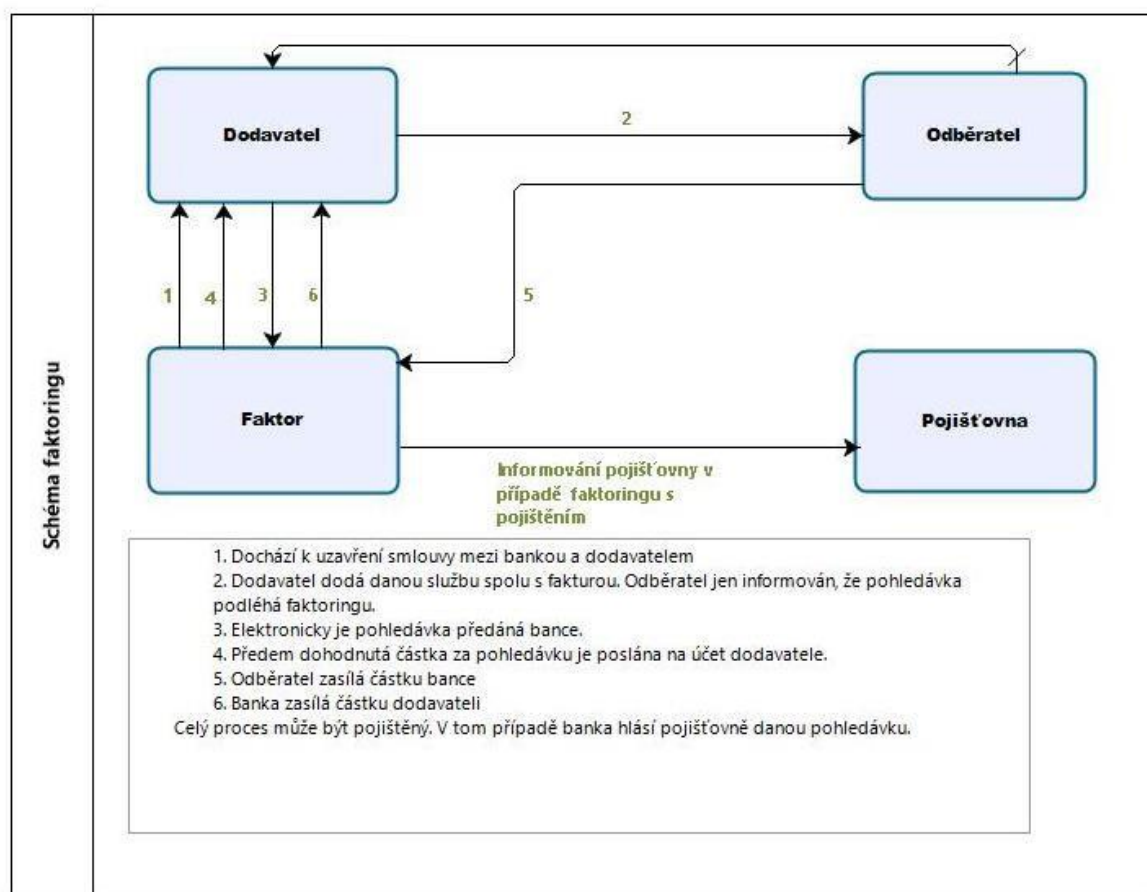 Schéma faktoringu
Dodavatel
2
Odběratel
1
4
3
6
5
Faktor
Pojišťovna
Informování pojišťovny v
případě faktoringu s
pojištěním
1. Dochází k uzavření smlouvy mezi bankou a dodavatelem
2. Dodavatel dodá danou službu spolu s fakturou. Odběratel jen informován, že pohledávka
podléhá faktoringu.
3. Elektronicky je pohledávka předáná bance.
4. Předem dohodnutá částka za pohledávku je poslána na účet dodavatele.
5. Odběratel zasílá částku bance
6. Banka zasílá částku dodavateli
Celý proces může být pojištěný. V tom případě banka hlásí pojišťovně danou pohledávku.